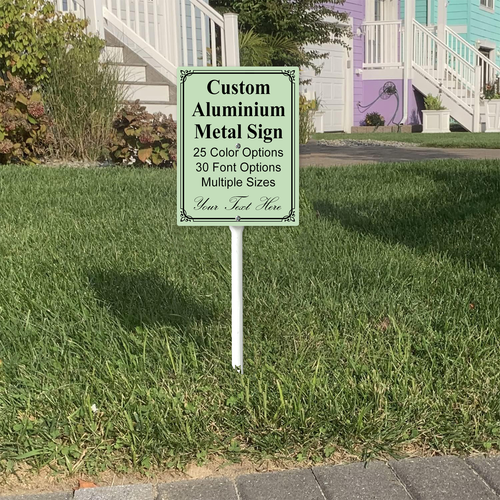 Custom
Aluminium
Metal Sign
25 Color Options
30 Font Options
Multiple Sizes
Your Text Here